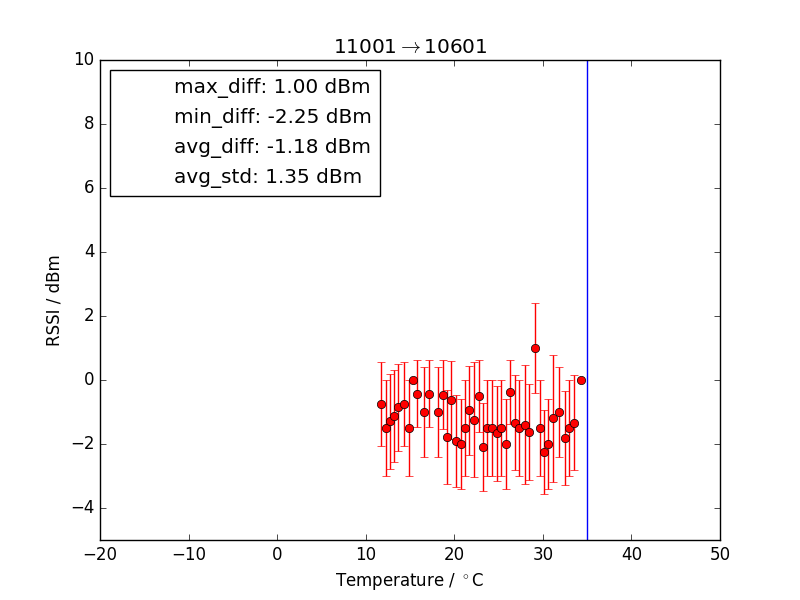 11001→10601
max_diff: 1.00 dBm
min_diff: -2.25 dBm
avg_diff: -1.18 dBm
avg_std: 1.35 dBm
RSSI / dBm
10
8
6
4
2
0
−2
−4
−20 −10 0 10 20 30 40 50
Temperature / °C